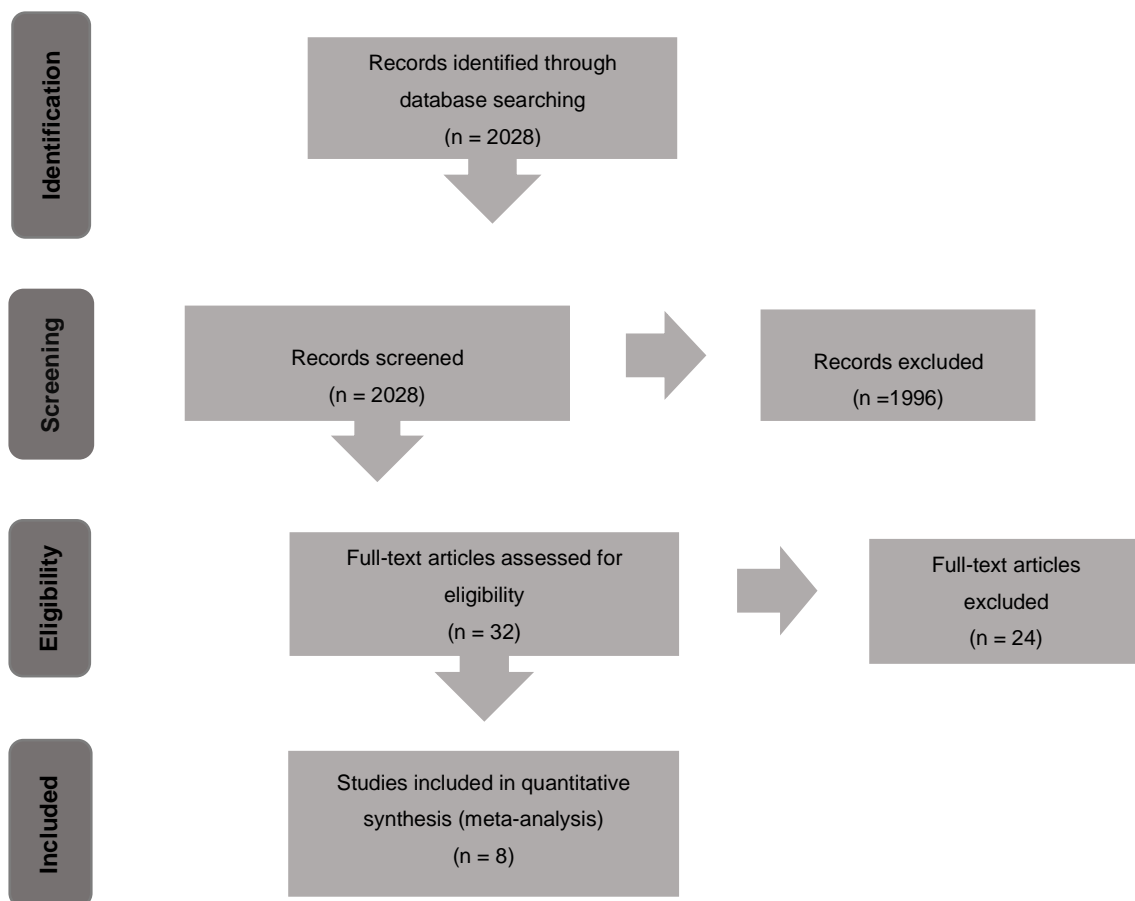 Identification
Records identified through
database searching
(n = 2028)
Screening
Records screened
(n = 2028)
Records excluded
(n =1996)
Eligibility
Full-text articles assessed for
eligibility
(n = 32)
Full-text articles
excluded
(n = 24)
Included
Studies included in quantitative
synthesis (meta-analysis)
(n = 8)